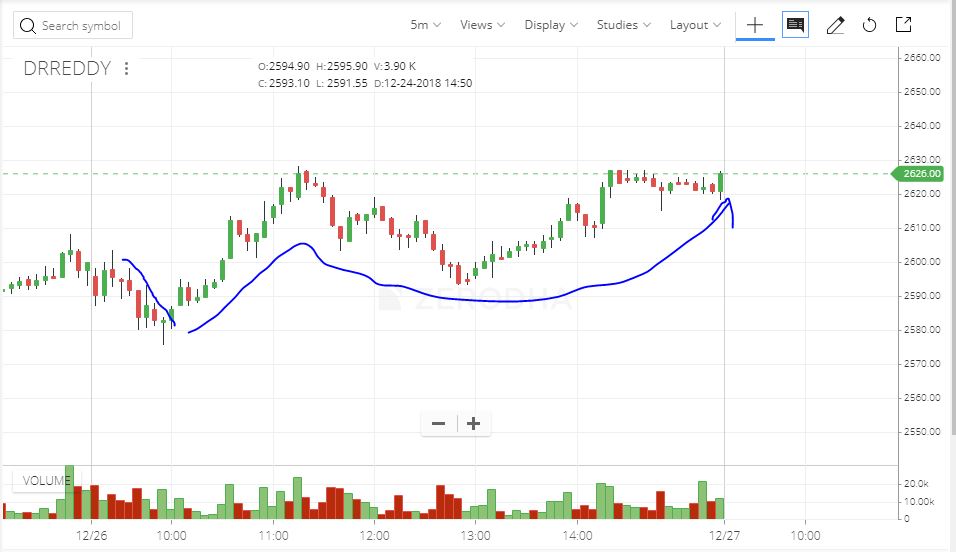 Search symbol 5m Views Display Studies Layout
DRREDDY
O:2594.90 H:2595.90 V:3.90 K
C: 2593.10 L: 2591.55 D:12-24-2018 14:50
2660.00
2650.00
2640.00
2630.00
2626.00
2620.00
2610.00
2600.00
2590.00
ZERODHA
2580.00
2570.00
2560.00
2550.00
VOLUME
20.0k
10.00k
0
12/26 10:00 11:00 12:00 13:00 14:00 12/27 10:00